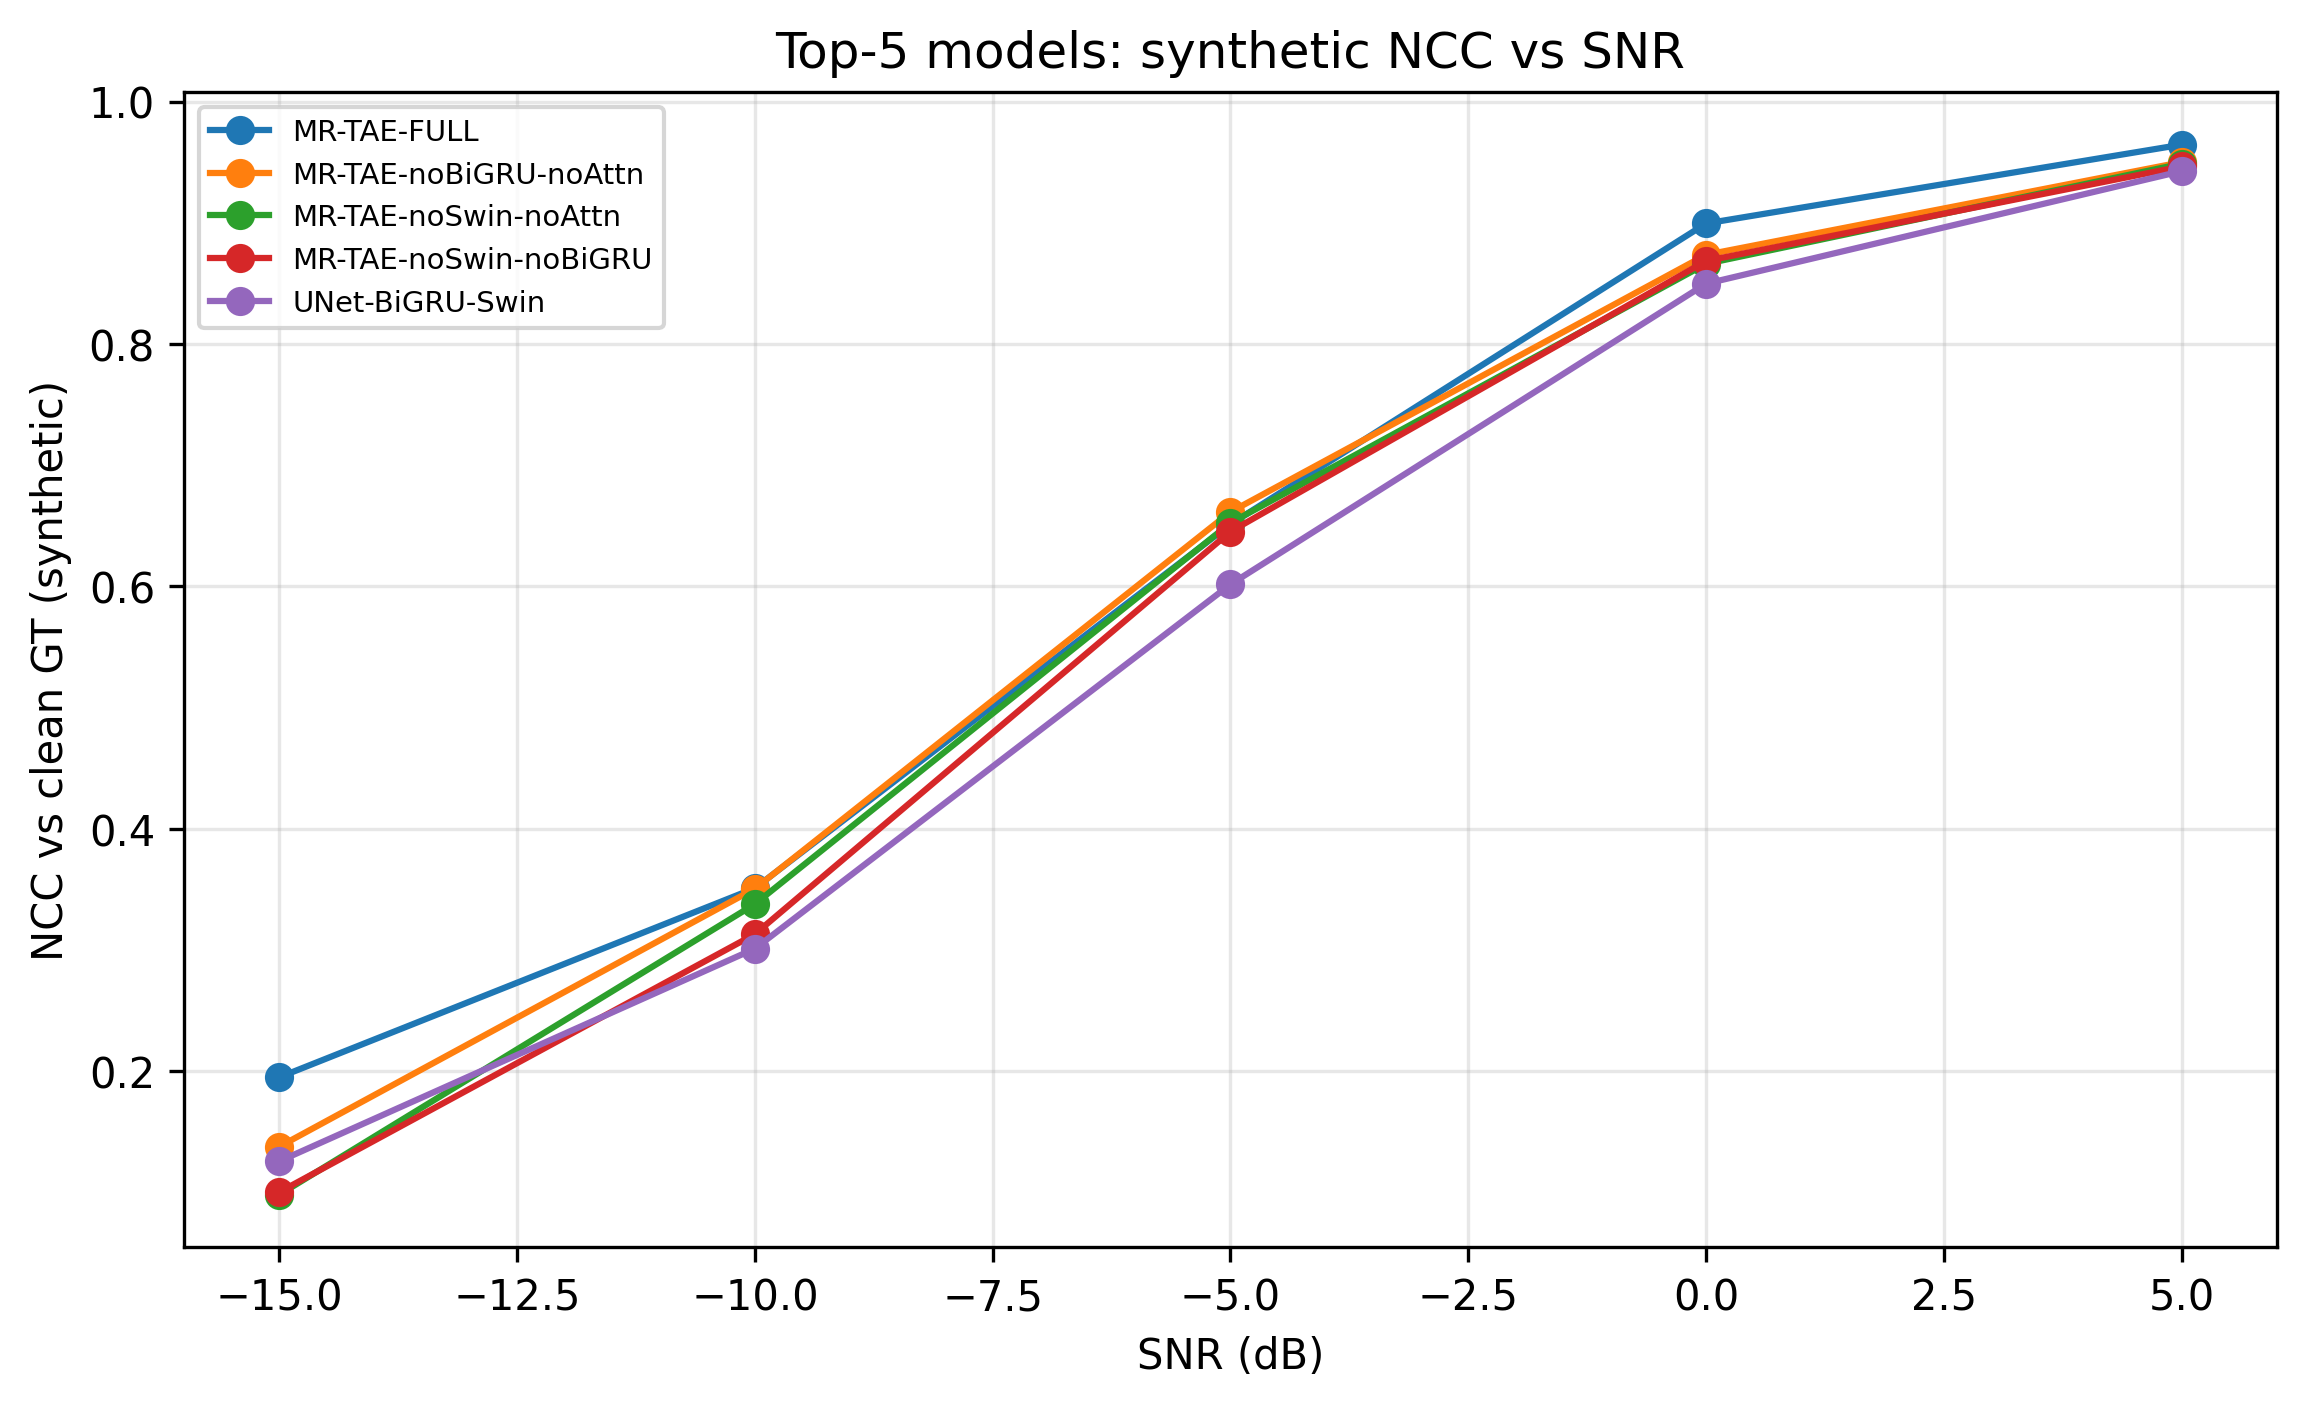 Top-5 models: synthetic NCC vs SNR
NCC vs clean GT (synthetic)
1.0
0.8
0.6
0.4
0.2
MR-TAE-FULL
MR-TAE-noBiGRU-noAttn
MR-TAE-noSwin-noAttn
MR-TAE-noSwin-noBiGRU
UNet-BiGRU-Swin
−15.0 −12.5 −10.0 −7.5 −5.0 −2.5 0.0 2.5 5.0
SNR (dB)